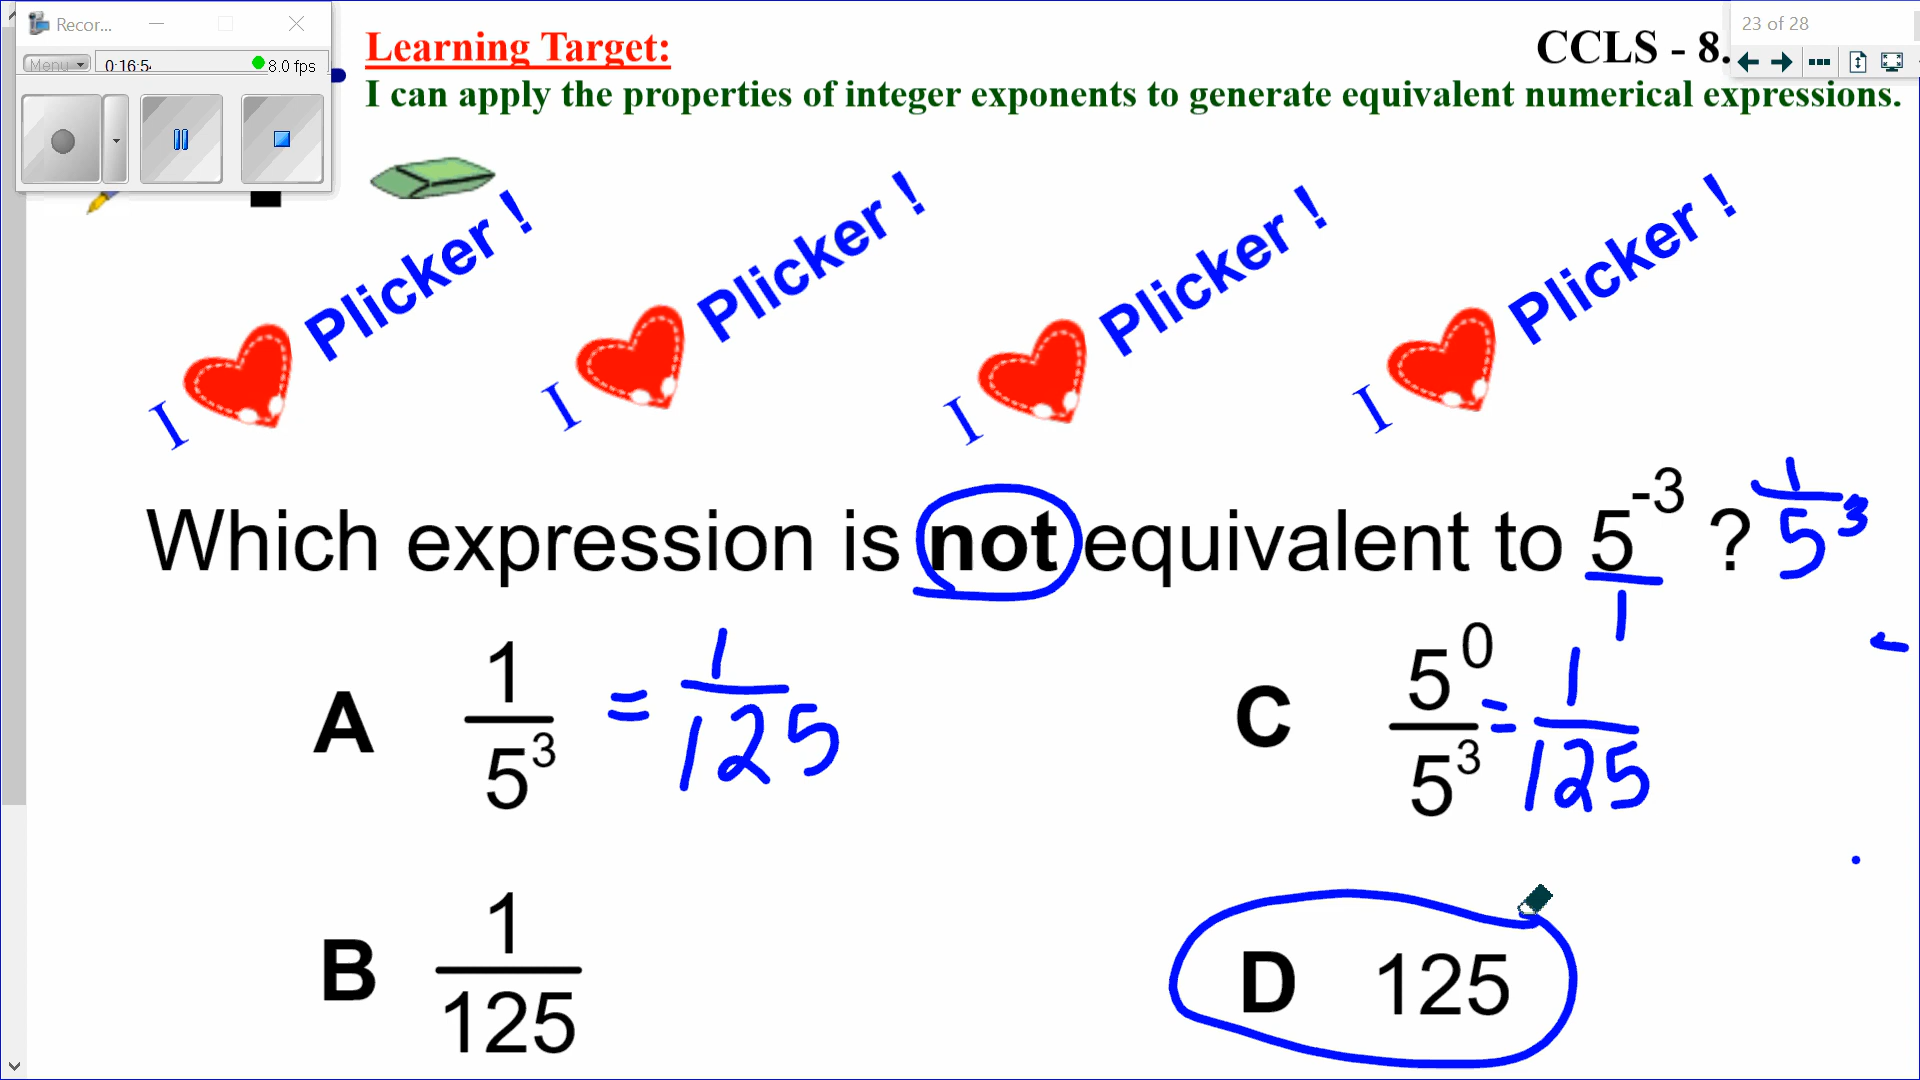 Recor...
Menu
0:16:5
8.0 fps
23 of 28
Learning Target:
CCLS - 8.
I can apply the properties of integer exponents to generate equivalent numerical expressions.
I Plicker !
I Plicker !
I Plicker !
I Plicker !
Which expression is not equivalent to 5^-3 ? 1/5^3
1
A 1/5^3 = 1/125
C 5^0/5^3 = 1/125
B 1/125
D 125